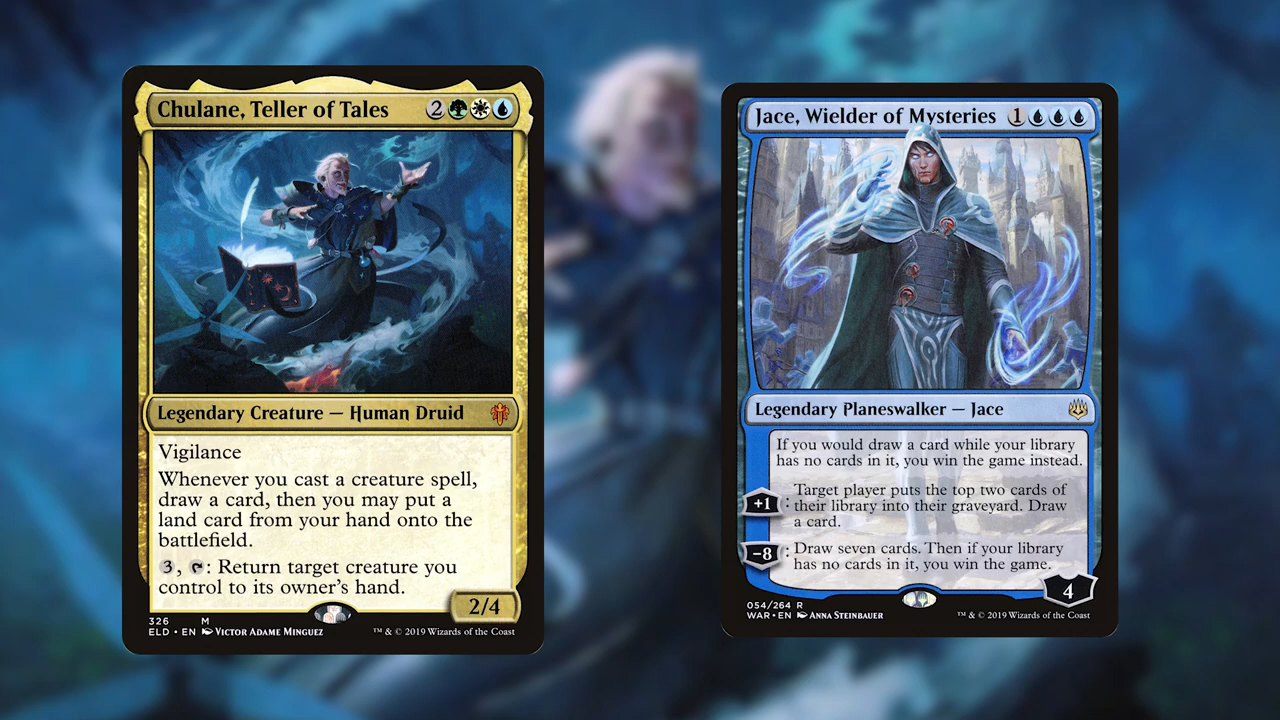 Chulane, Teller of Tales 2
Legendary Creature — Human Druid
Vigilance
Whenever you cast a creature spell,
draw a card, then you may put a
land card from your hand onto the
battlefield.
3, : Return target creature you
control to its owner's hand.
2/4
326 M
ELD • EN Victor Adame Minguez
™ & © 2019 Wizards of the Coast
Jace, Wielder of Mysteries 1
Legendary Planeswalker — Jace
If you would draw a card while your library
has no cards in it, you win the game instead.
+1: Target player puts the top two cards of
their library into their graveyard. Draw
a card.
−8: Draw seven cards. Then if your library
has no cards in it, you win the game.
4
054/264 R
WAR • EN Anna Steinbauer
™ & © 2019 Wizards of the Coast